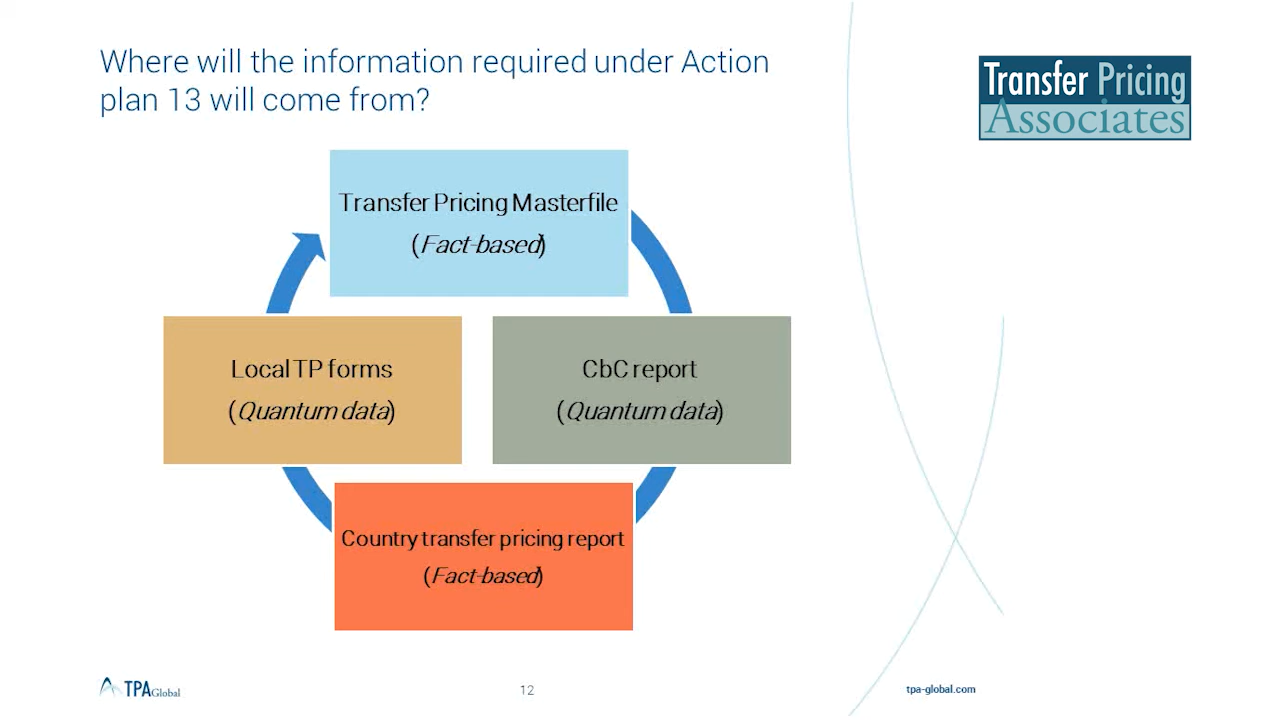 Where will the information required under Action
plan 13 will come from?
Transfer Pricing
Associates
Transfer Pricing Masterfile
(Fact-based)
Local TP forms
(Quantum data)
CbC report
(Quantum data)
Country transfer pricing report
(Fact-based)
TPA Global
12
tpa-global.com